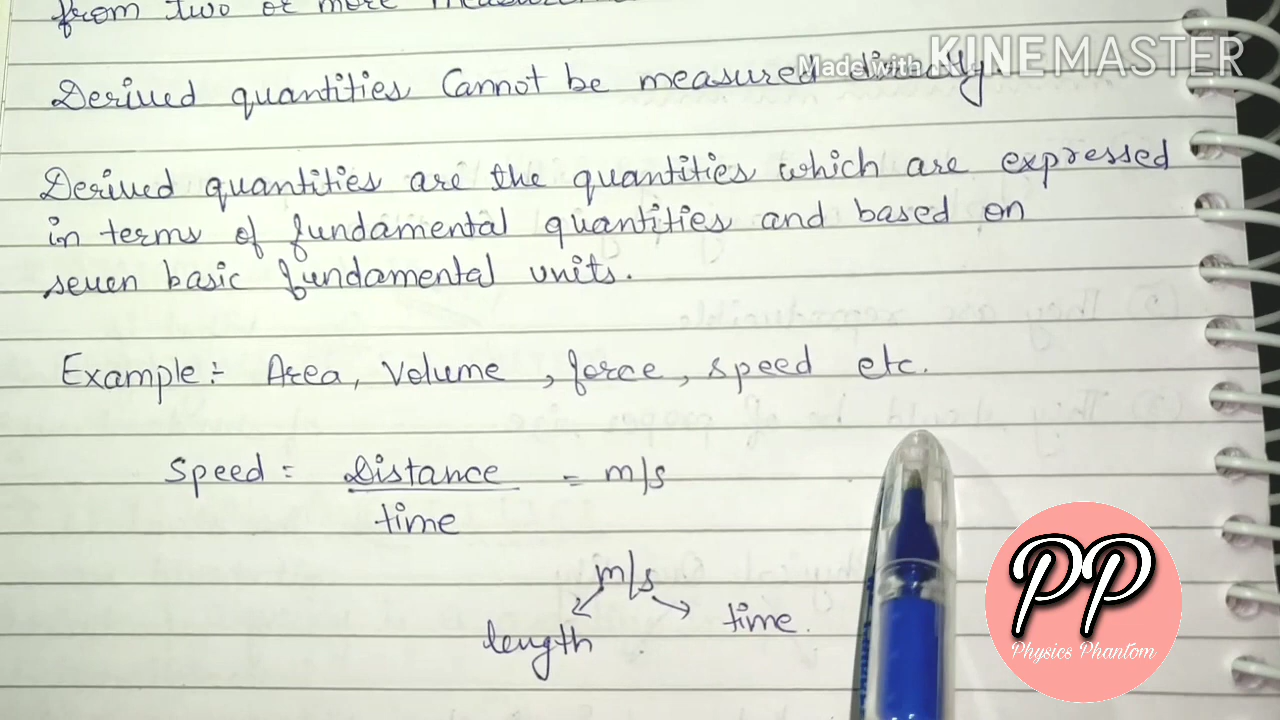 from two or more
Made with KINEMASTER
Derived quantities Cannot be measured directly.
Derived quantities are the quantities which are expressed
in terms of fundamental quantities and based on
seven basic fundamental units.
Example:- Area, Volume, force, speed etc.
Speed = Distance/time = m/s
m/s
length time.
PP
Physics Phantom